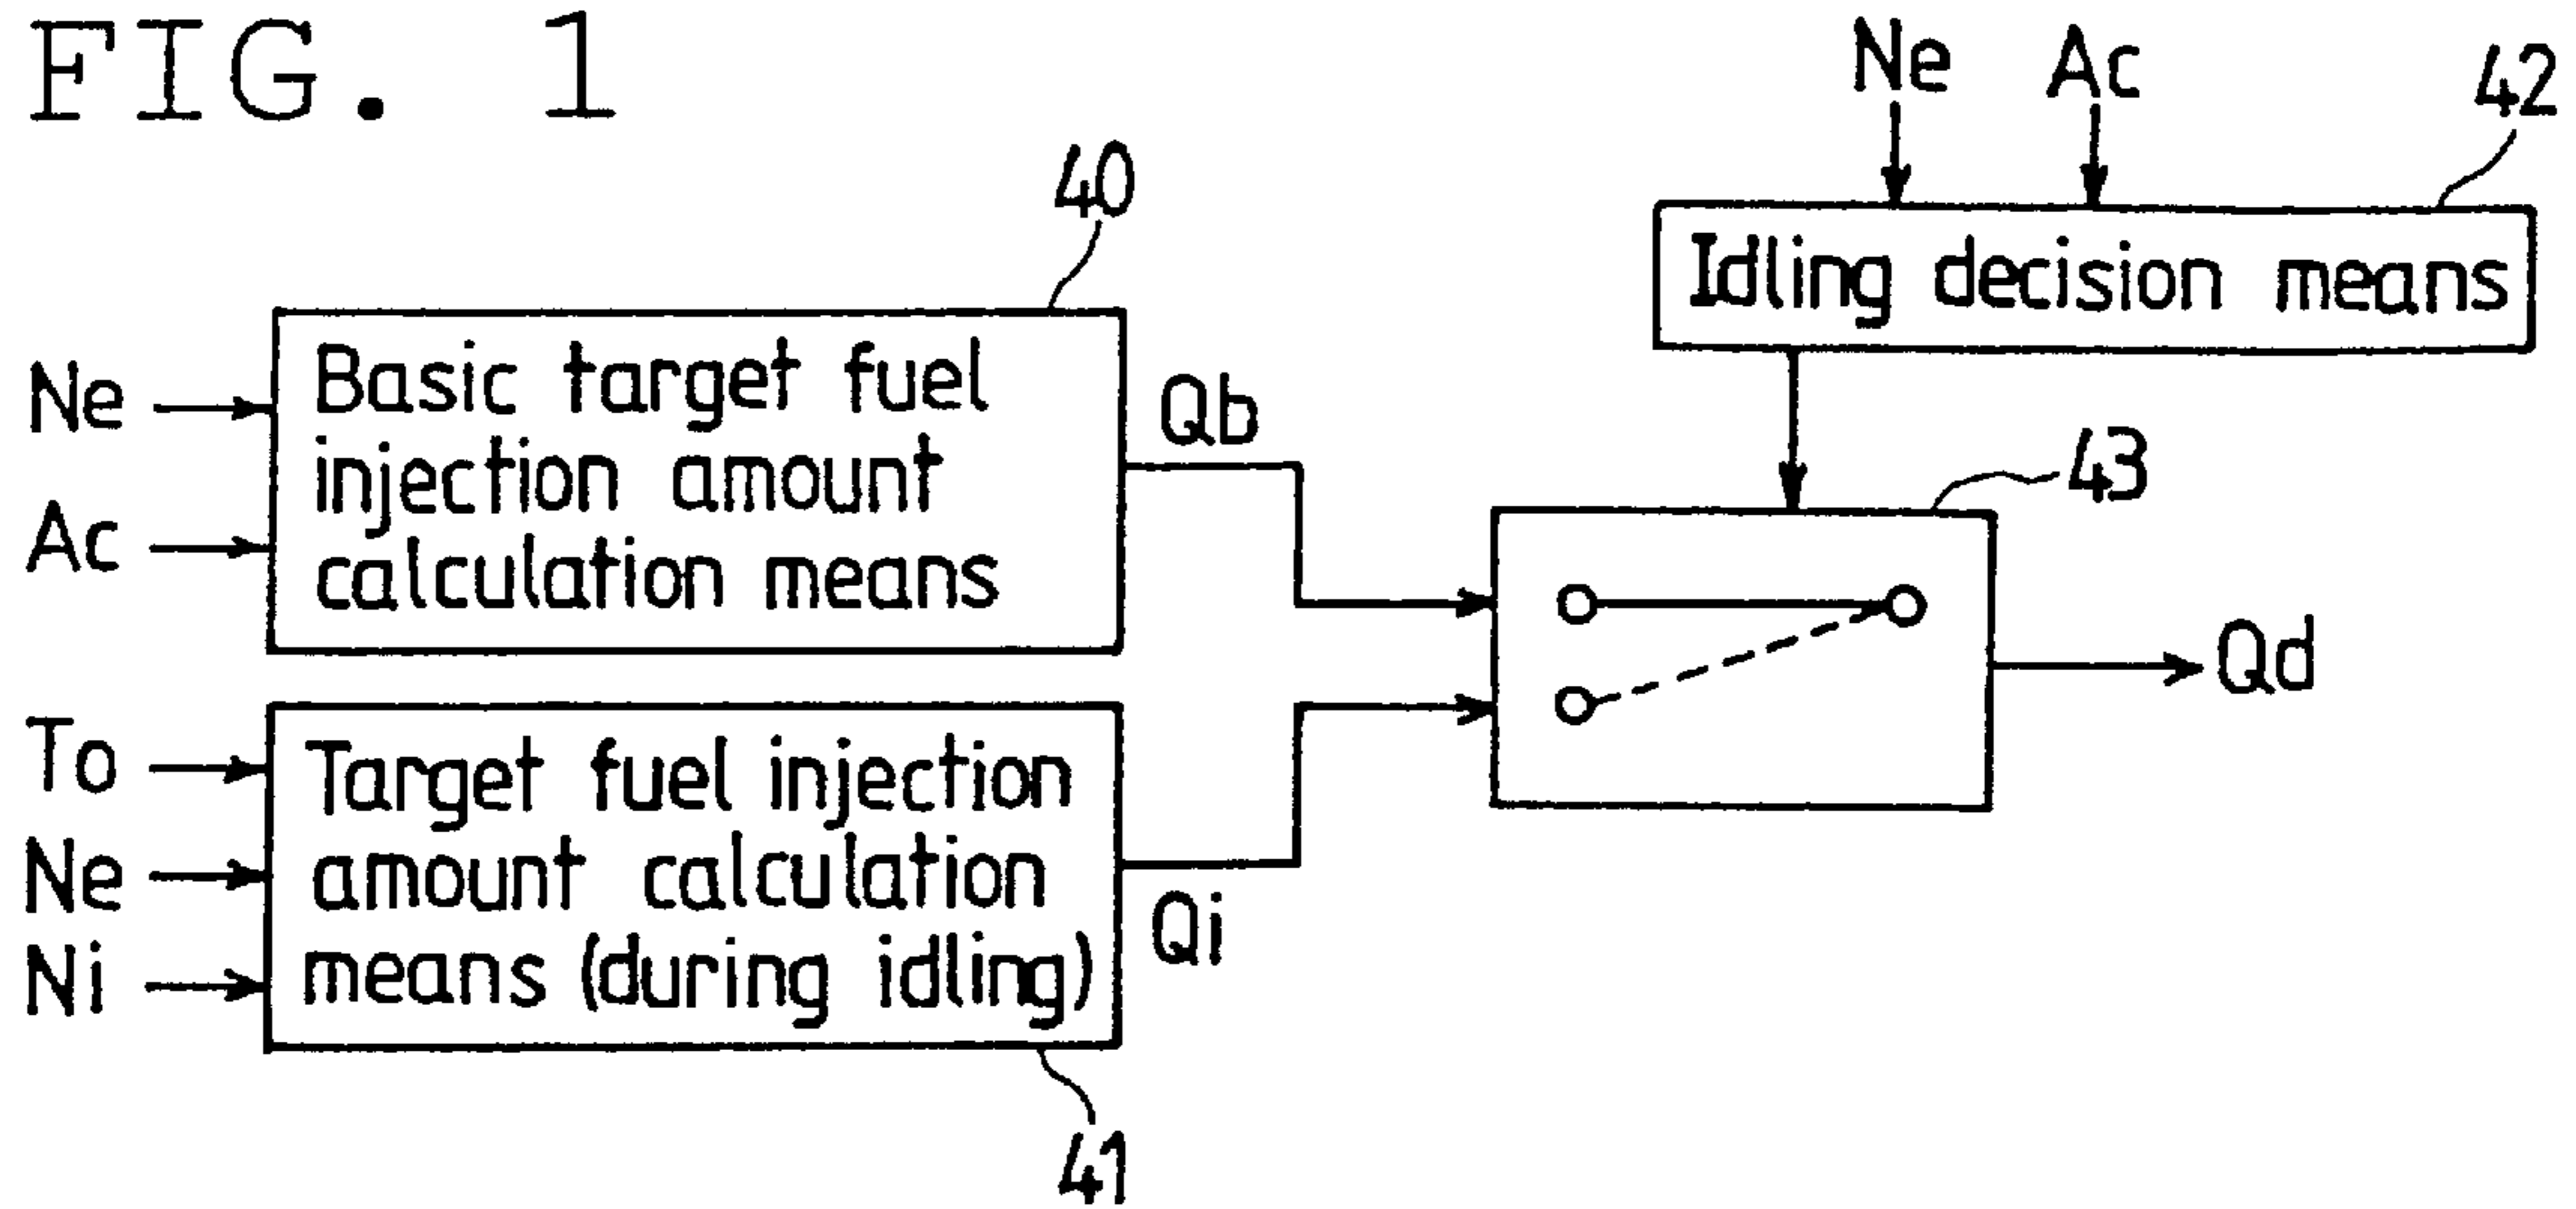 FIG. 1
Ne Ac
42
Idling decision means
40
Ne
Ac
Basic target fuel
injection amount
calculation means
Qb
43
Qd
To
Ne
Ni
Target fuel injection
amount calculation
means (during idling)
Qi
41